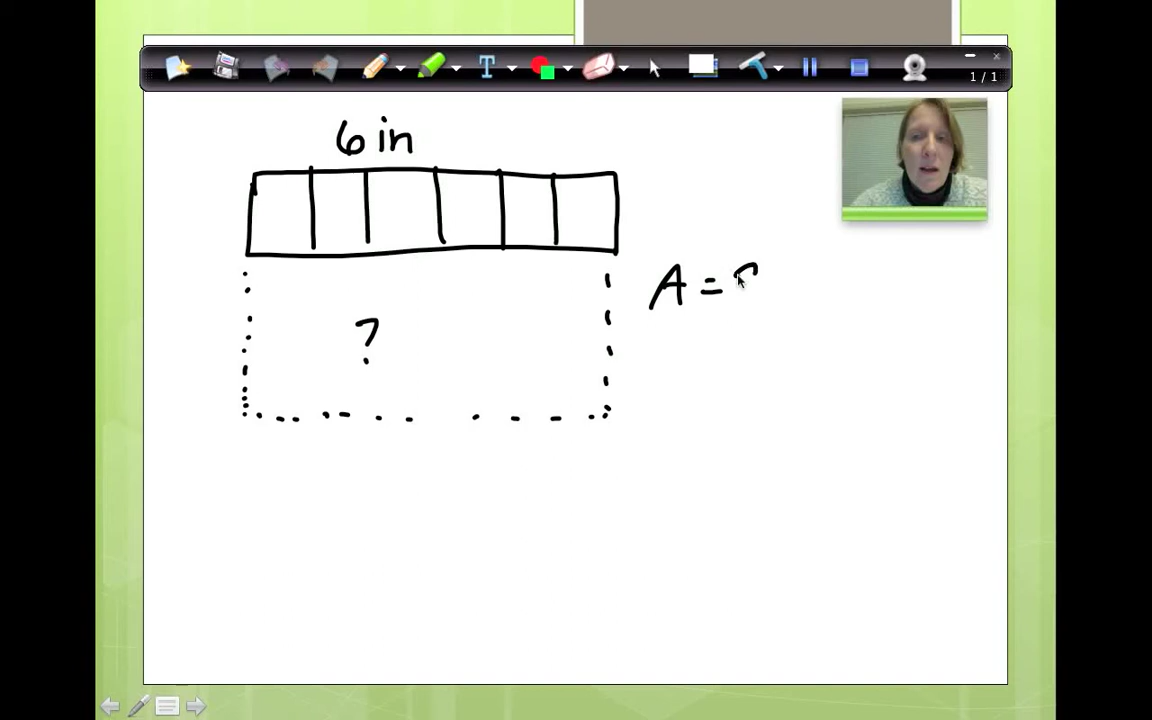 1 / 1
T
6 in
A =
?